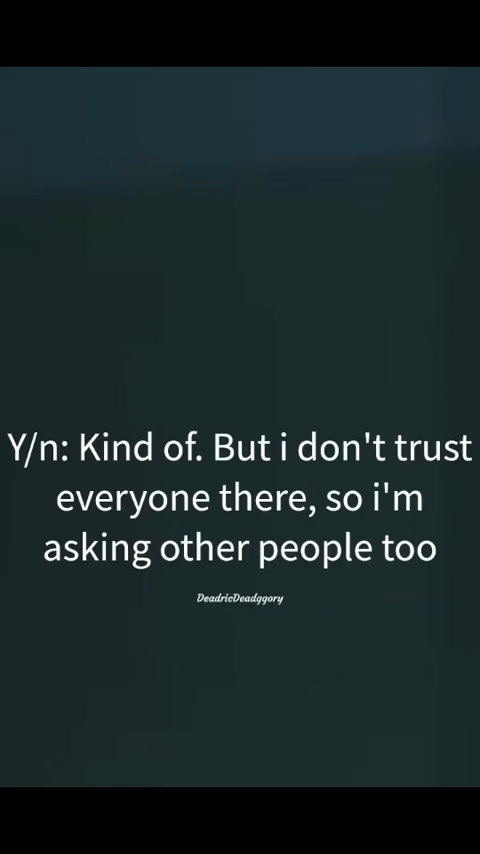 Y/n: Kind of. But i don't trust
everyone there, so i'm
asking other people too
DeadricDeadggory